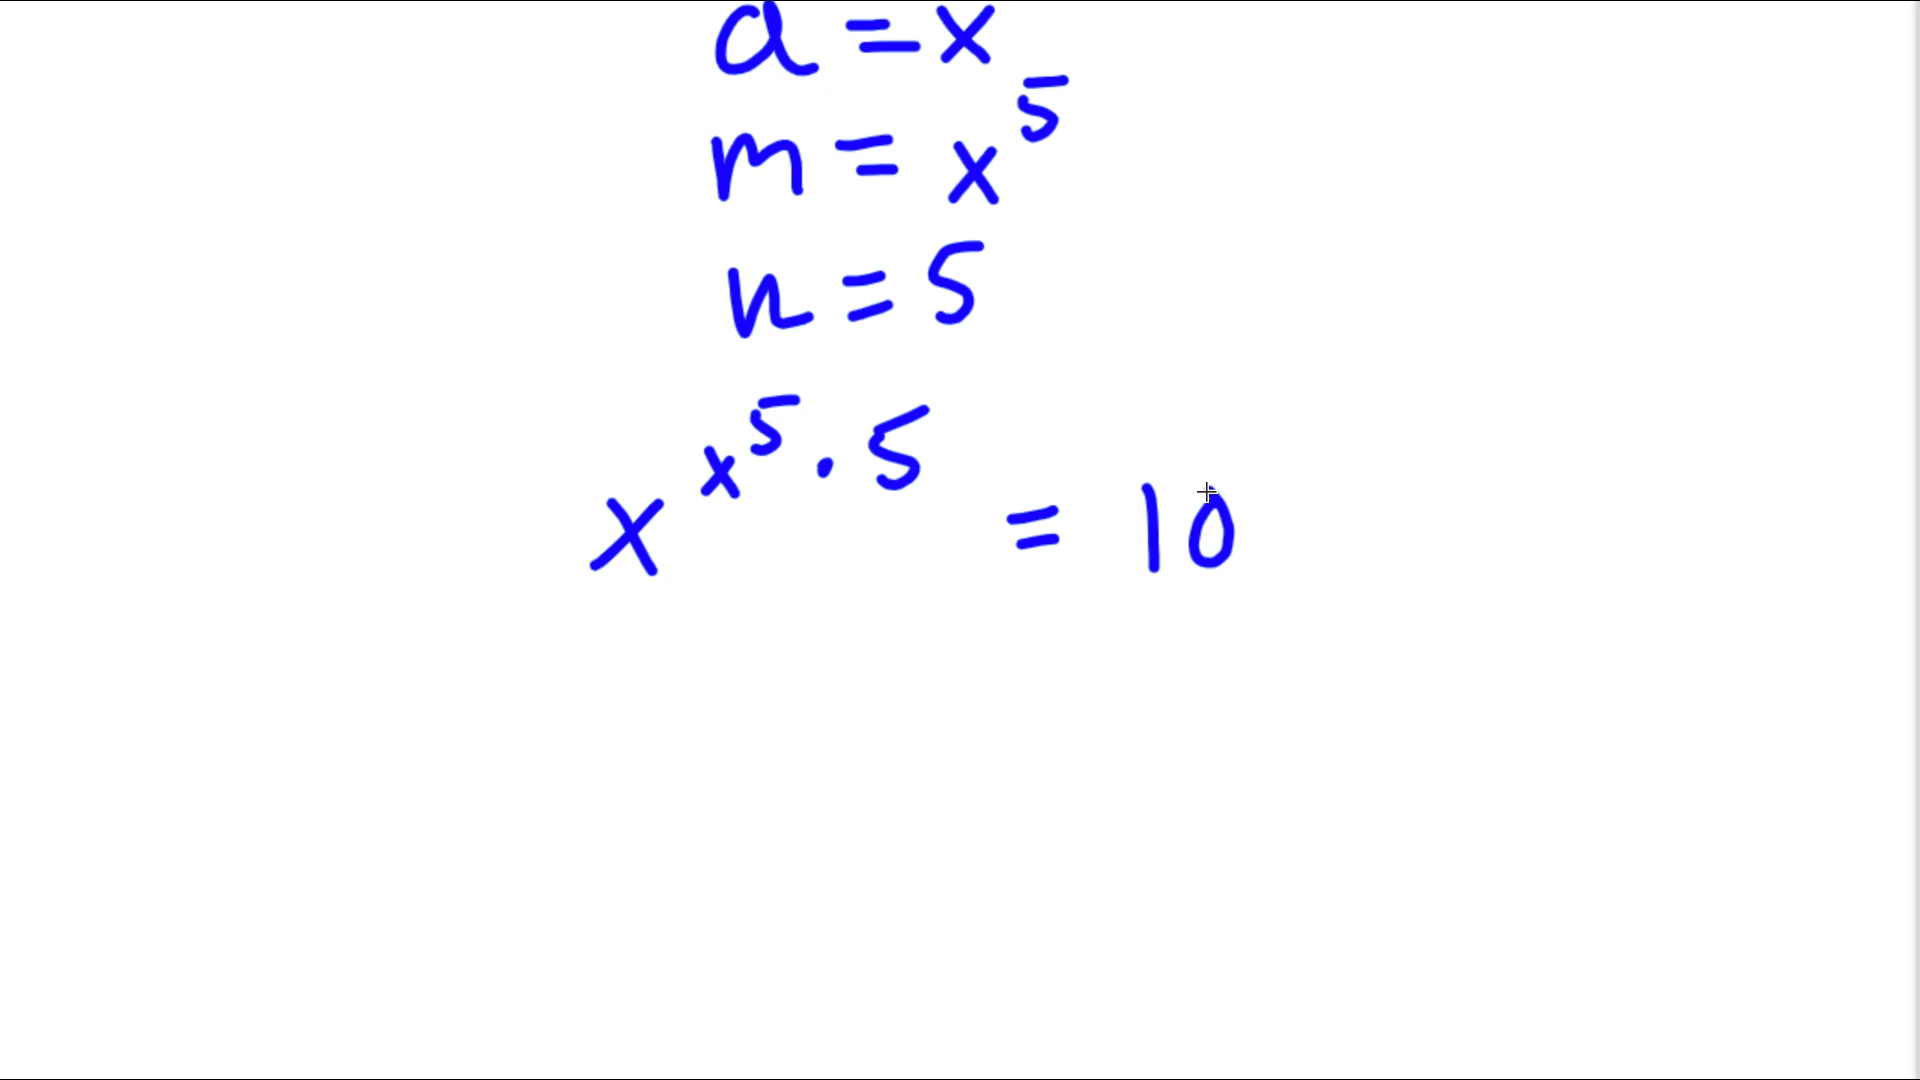 a = x
m = x^5
n = 5
x^{x^5 · 5} = 10